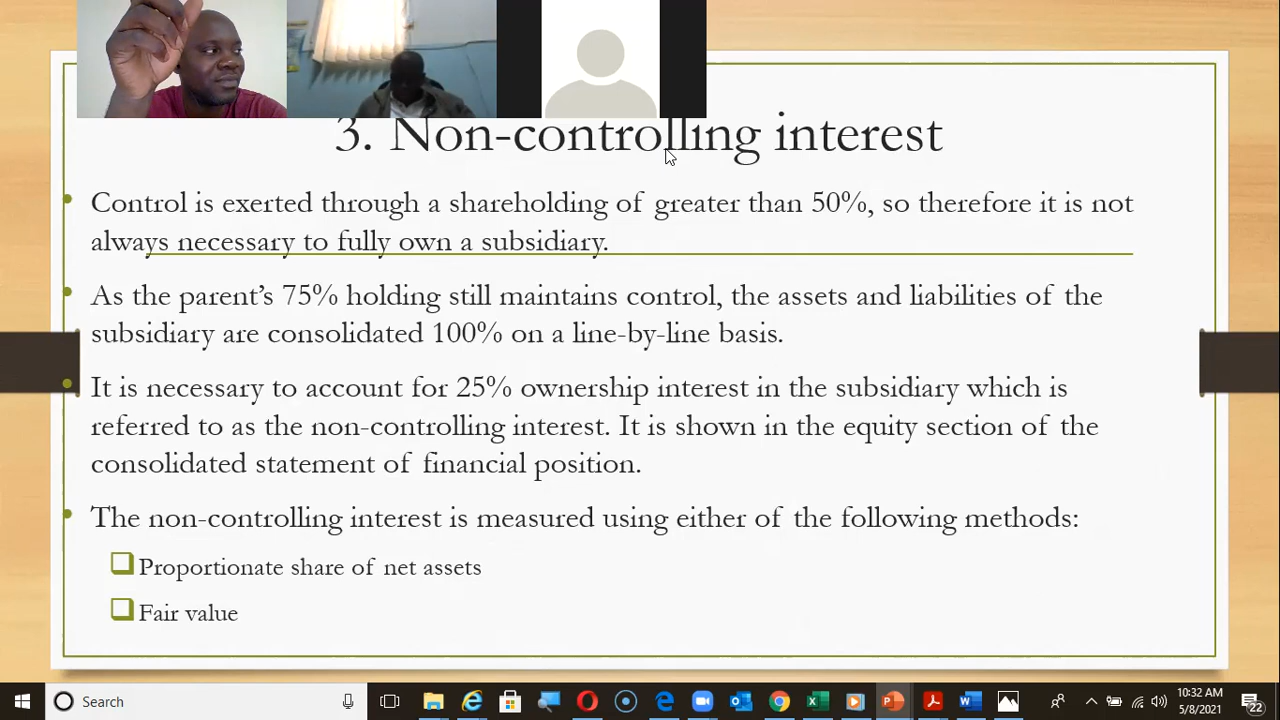 3. Non-controlling interest
Control is exerted through a shareholding of greater than 50%, so therefore it is not
always necessary to fully own a subsidiary.
As the parent’s 75% holding still maintains control, the assets and liabilities of the
subsidiary are consolidated 100% on a line-by-line basis.
It is necessary to account for 25% ownership interest in the subsidiary which is
referred to as the non-controlling interest. It is shown in the equity section of the
consolidated statement of financial position.
The non-controlling interest is measured using either of the following methods:
Proportionate share of net assets
Fair value
Search
10:32 AM
5/8/2021
22